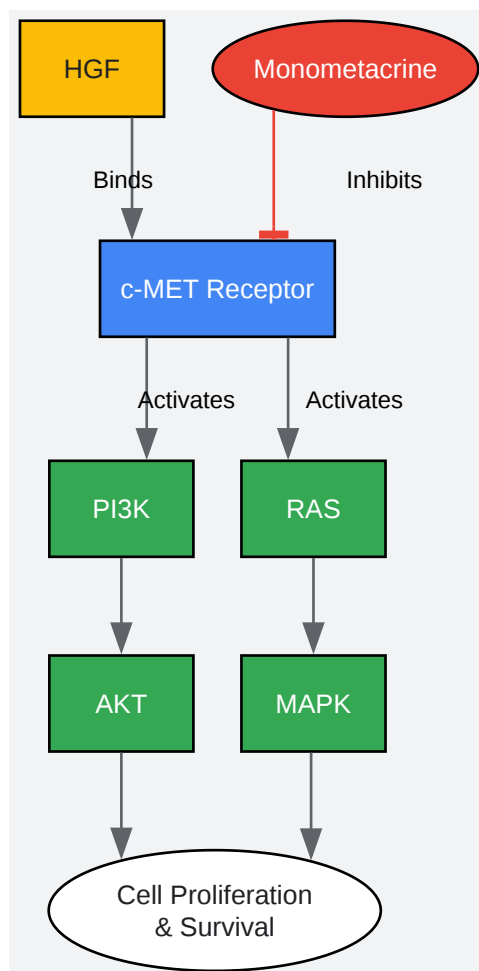 HGF
Monometacrine
Binds
Inhibits
c-MET Receptor
Activates
Activates
PI3K
RAS
AKT
MAPK
Cell Proliferation
& Survival